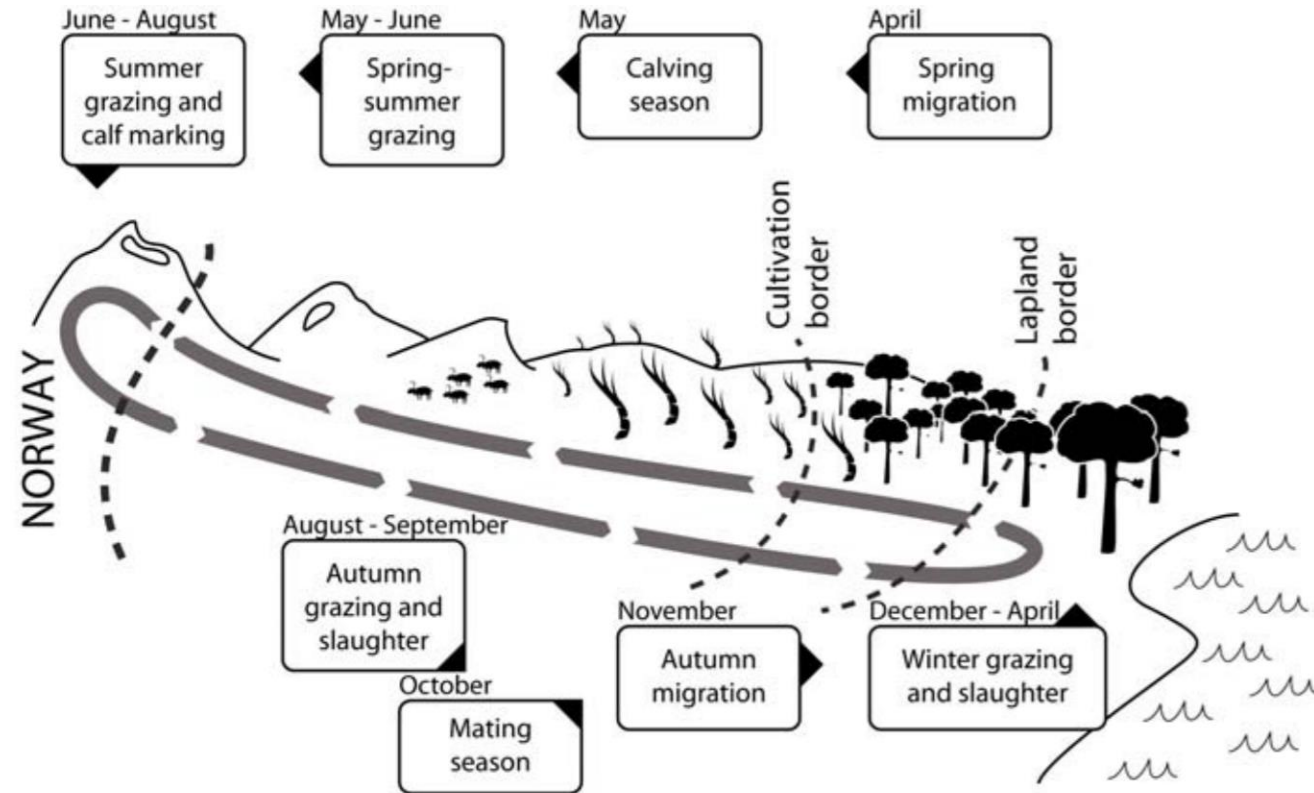 June - August
Summer
grazing and
calf marking
May - June
Spring-
summer
grazing
May
Calving
season
April
Spring
migration
NORWAY
Cultivation
border
Lapland
border
August - September
Autumn
grazing and
slaughter
October
Mating
season
November
Autumn
migration
December - April
Winter grazing
and slaughter